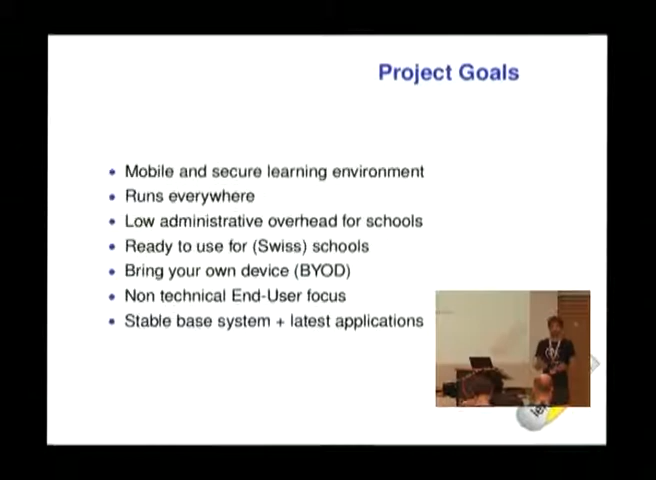 Project Goals
Mobile and secure learning environment
Runs everywhere
Low administrative overhead for schools
Ready to use for (Swiss) schools
Bring your own device (BYOD)
Non technical End-User focus
Stable base system + latest applications